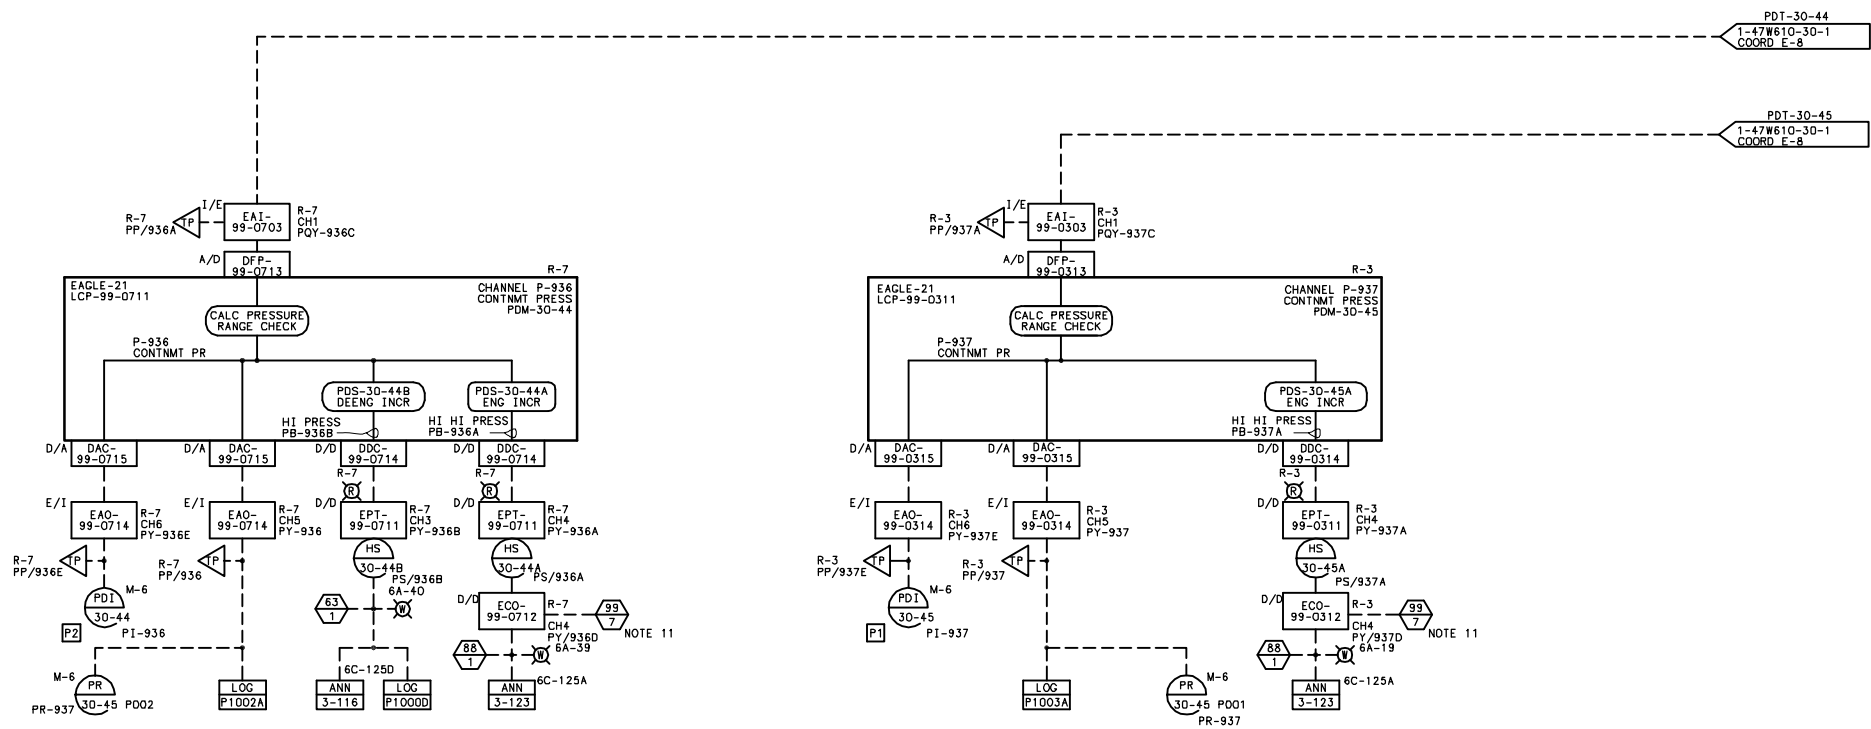 PDT-30-44
1-47W610-30-1
COORD E-8
PDT-30-45
1-47W610-30-1
COORD E-8
R-7
PP/936A
TP
I/E
EAI-
99-0703
R-7
CH1
PQY-936C
A/D
DFP-
99-0713
R-7
EAGLE-21
LCP-99-0711
CHANNEL P-936
CONTNMT PRESS
PDM-30-44
CALC PRESSURE
RANGE CHECK
P-936
CONTNMT PR
PDS-30-44B
DEENG INCR
PDS-30-44A
ENG INCR
HI PRESS
PB-936B
HI HI PRESS
PB-936A
D/A
DAC-
99-0715
D/A
DAC-
99-0715
D/D
DDC-
99-0714
D/D
DDC-
99-0714
R-7
R
R-7
R
E/I
EAO-
99-0714
R-7
CH6
PY-936E
E/I
EAO-
99-0714
R-7
CH5
PY-936
D/D
EPT-
99-0711
R-7
CH3
PY-936B
D/D
EPT-
99-0711
R-7
CH4
PY-936A
R-7
PP/936E
TP
R-7
PP/936
TP
HS
30-44B
PS/936B
6A-40
HS
30-44A
PS/936A
PDI
30-44
M-6
P2
PI-936
63
1
W
D/D
ECO-
99-0712
R-7
CH4
PY/936D
6A-39
99
7
NOTE 11
88
1
W
M-6
PR
30-45
P002
PR-937
LOG
P1002A
6C-125D
ANN
3-116
LOG
P1000D
6C-125A
ANN
3-123
R-3
PP/937A
TP
I/E
EAI-
99-0303
R-3
CH1
PQY-937C
A/D
DFP-
99-0313
R-3
EAGLE-21
LCP-99-0311
CHANNEL P-937
CONTNMT PRESS
PDM-30-45
CALC PRESSURE
RANGE CHECK
P-937
CONTNMT PR
PDS-30-45A
ENG INCR
HI HI PRESS
PB-937A
D/A
DAC-
99-0315
D/A
DAC-
99-0315
D/D
DDC-
99-0314
R-3
R
E/I
EAO-
99-0314
R-3
CH6
PY-937E
E/I
EAO-
99-0314
R-3
CH5
PY-937
D/D
EPT-
99-0311
R-3
CH4
PY-937A
R-3
PP/937E
TP
R-3
PP/937
TP
HS
30-45A
PS/937A
PDI
30-45
M-6
P1
PI-937
D/D
ECO-
99-0312
R-3
CH4
PY/937D
6A-19
99
7
NOTE 11
88
1
W
LOG
P1003A
M-6
PR
30-45
P001
PR-937
6C-125A
ANN
3-123